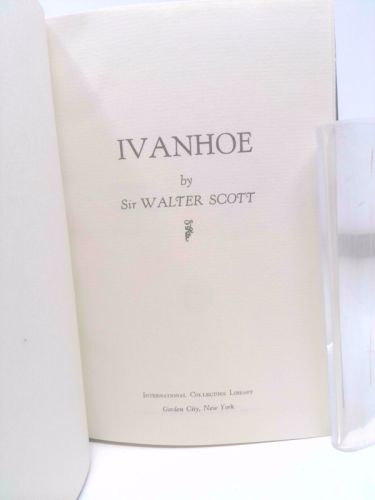 IVANHOE
by
Sir WALTER SCOTT
INTERNATIONAL COLLECTORS LIBRARY
Garden City, New York